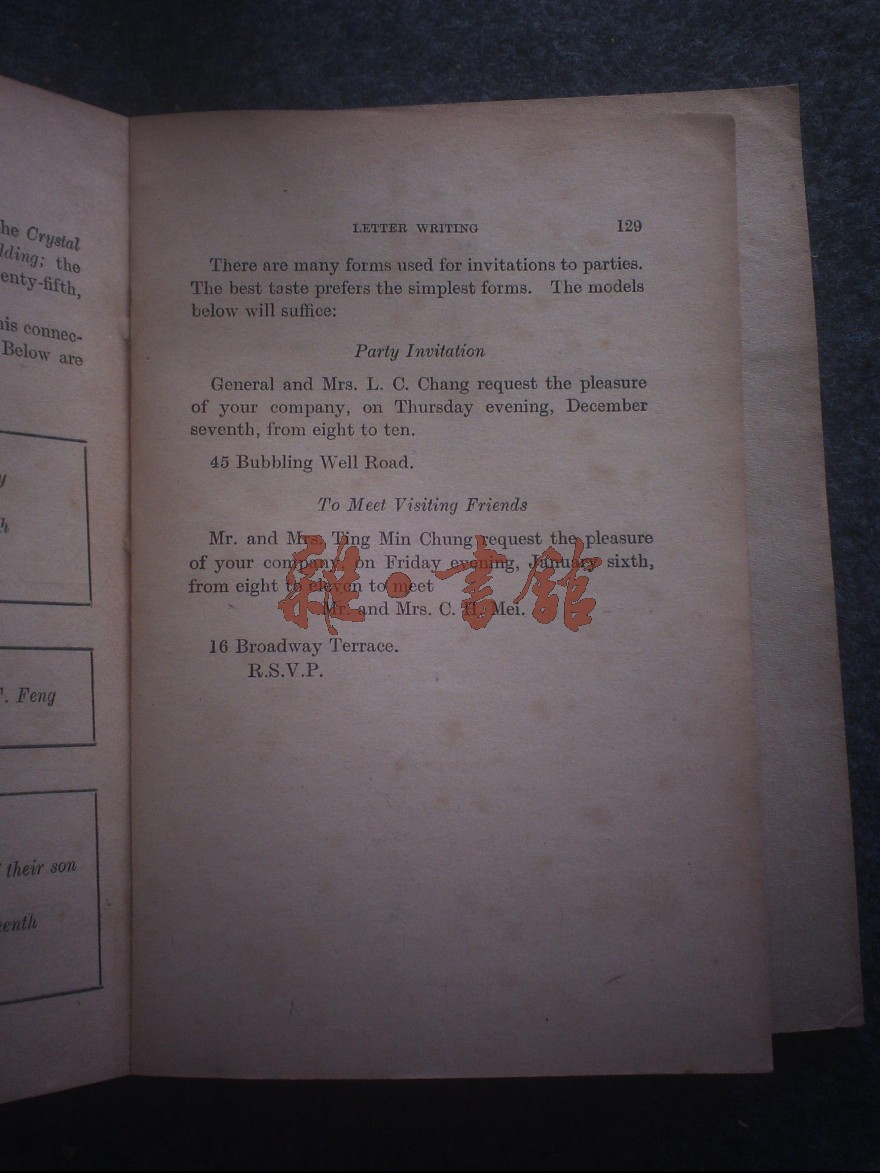 he Crystal
lding; the
enty-fifth,
his connec-
Below are
y
h
. Feng
their son
eenth
LETTER WRITING 129
There are many forms used for invitations to parties.
The best taste prefers the simplest forms. The models
below will suffice:
Party Invitation
General and Mrs. L. C. Chang request the pleasure
of your company, on Thursday evening, December
seventh, from eight to ten.
45 Bubbling Well Road.
To Meet Visiting Friends
Mr. and Mrs. Ting Min Chung request the pleasure
of your company, on Friday evening, January sixth,
from eight to eleven to meet
Mr. and Mrs. C. H. Mei.
16 Broadway Terrace.
R.S.V.P.
雜·書館